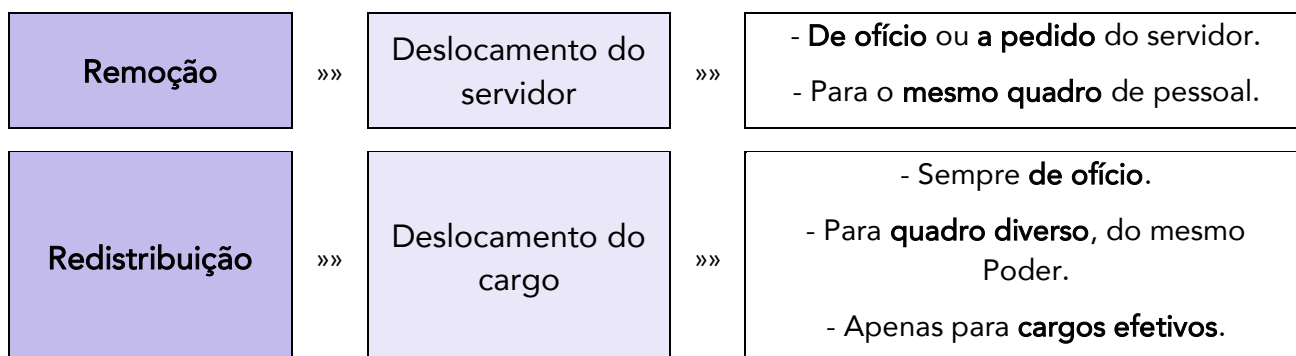 Remoção
»»
Deslocamento do
servidor
»»
- De ofício ou a pedido do servidor.
- Para o mesmo quadro de pessoal.
Redistribuição
»»
Deslocamento do
cargo
»»
- Sempre de ofício.
- Para quadro diverso, do mesmo
Poder.
- Apenas para cargos efetivos.